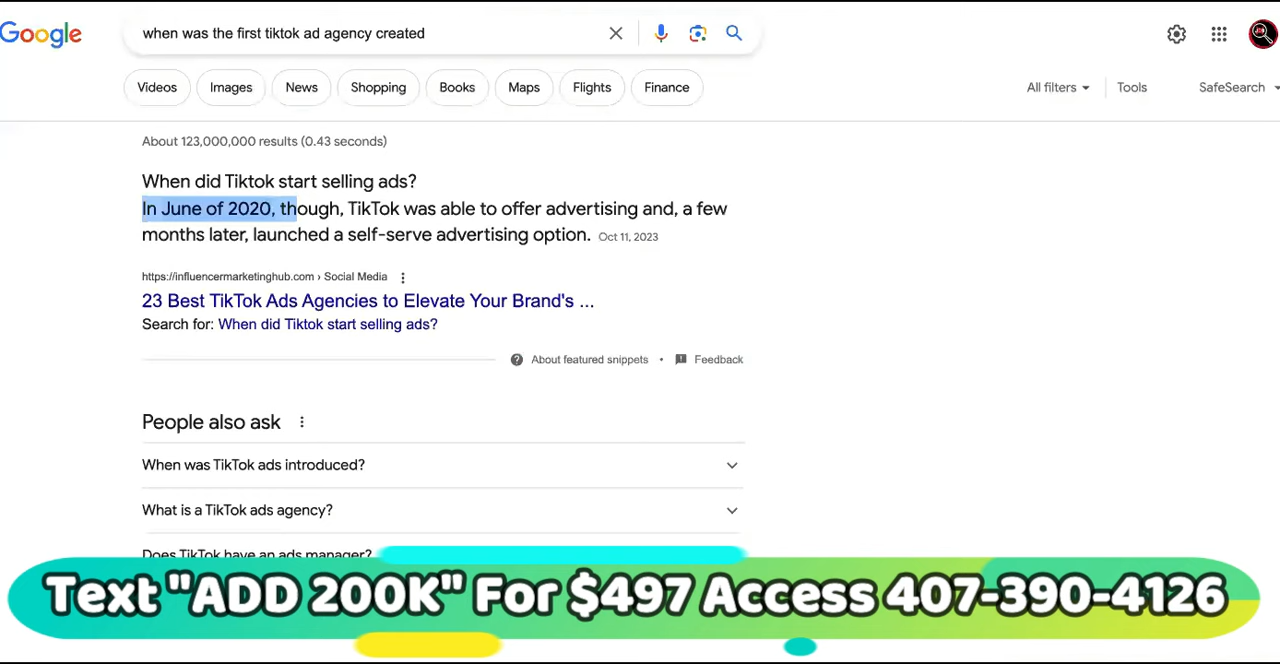 Google
when was the first tiktok ad agency created
Videos Images News Shopping Books Maps Flights Finance All filters Tools SafeSearch
About 123,000,000 results (0.43 seconds)
When did Tiktok start selling ads?
In June of 2020, though, TikTok was able to offer advertising and, a few
months later, launched a self-serve advertising option. Oct 11, 2023
https://influencermarketinghub.com › Social Media
23 Best TikTok Ads Agencies to Elevate Your Brand's ...
Search for: When did Tiktok start selling ads?
About featured snippets • Feedback
People also ask
When was TikTok ads introduced?
What is a TikTok ads agency?
Does TikTok have an ads manager?
Text "ADD 200K" For $497 Access 407-390-4126